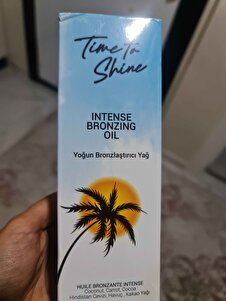 Time to
Shine
INTENSE
BRONZING
OIL
Yoğun Bronzlaştırıcı Yağ
HUILE BRONZANTE INTENSE
Coconut, Carrot, Cocoa
Hindistan Cevizi, Havuç, Kakao Yağı